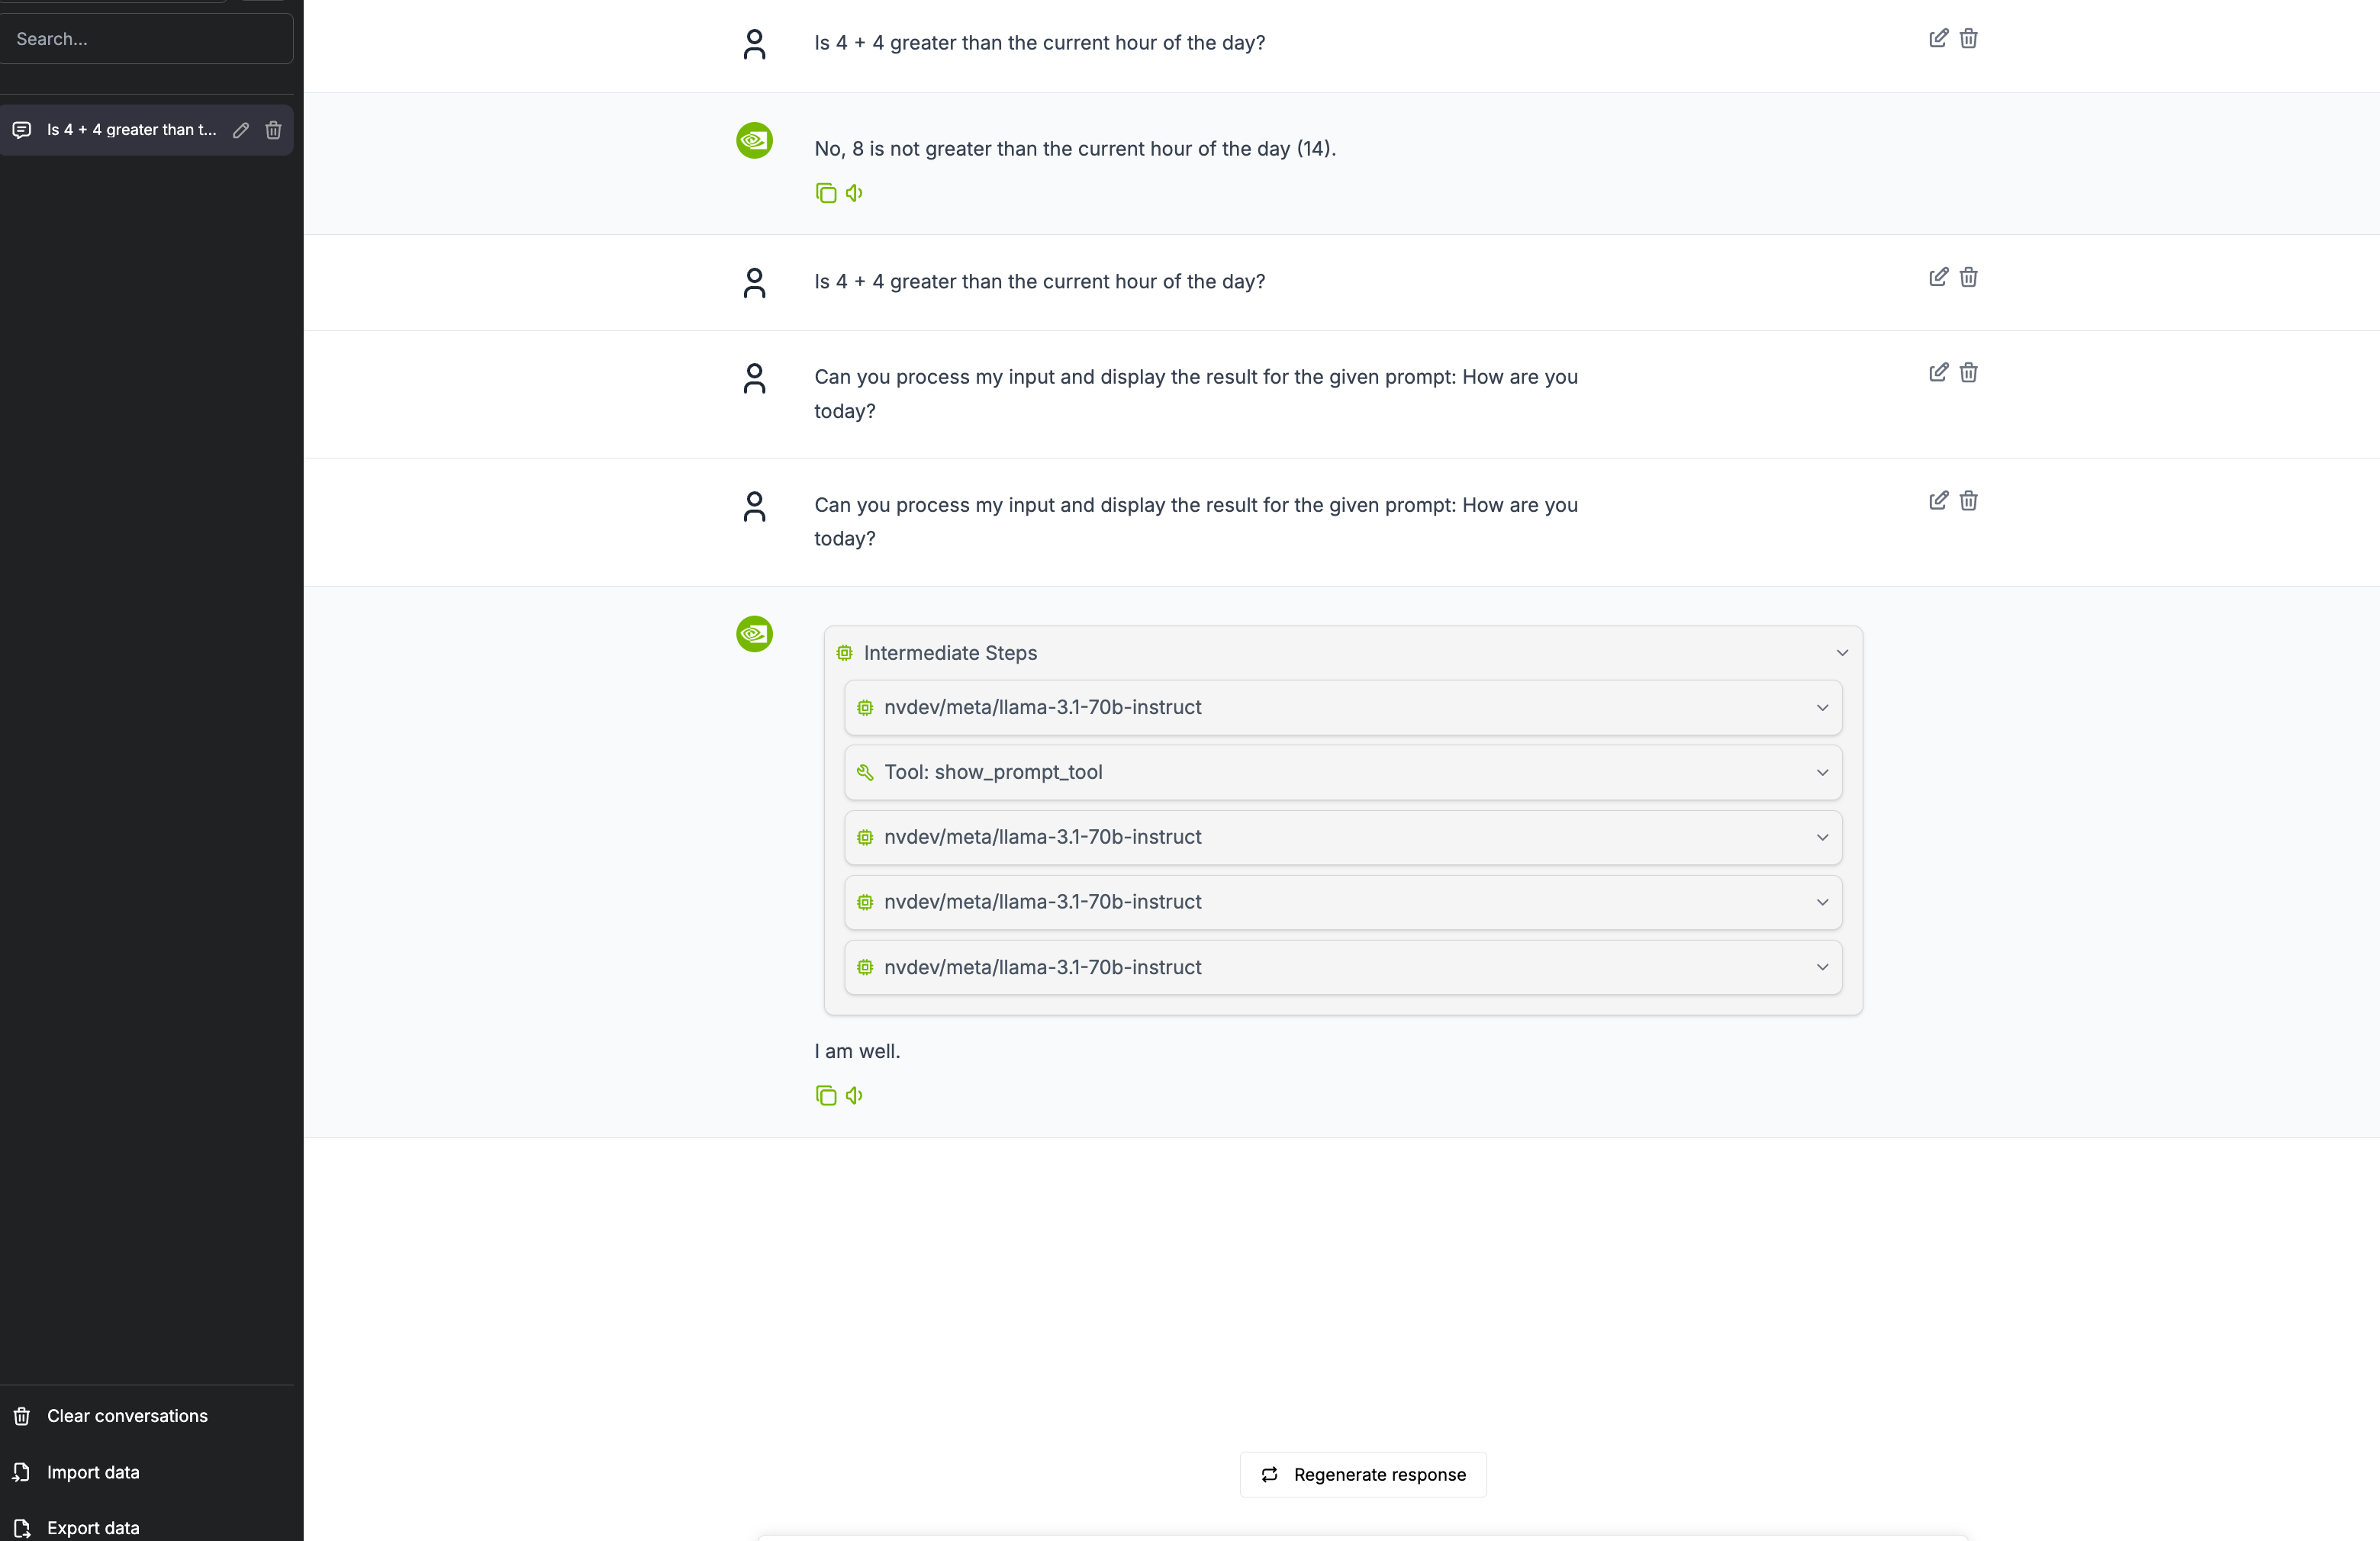 Search...
Is 4 + 4 greater than t...
Clear conversations
Import data
Export data
Is 4 + 4 greater than the current hour of the day?
No, 8 is not greater than the current hour of the day (14).
Is 4 + 4 greater than the current hour of the day?
Can you process my input and display the result for the given prompt: How are you
today?
Can you process my input and display the result for the given prompt: How are you
today?
Intermediate Steps
nvdev/meta/llama-3.1-70b-instruct
Tool: show_prompt_tool
nvdev/meta/llama-3.1-70b-instruct
nvdev/meta/llama-3.1-70b-instruct
nvdev/meta/llama-3.1-70b-instruct
I am well.
Regenerate response